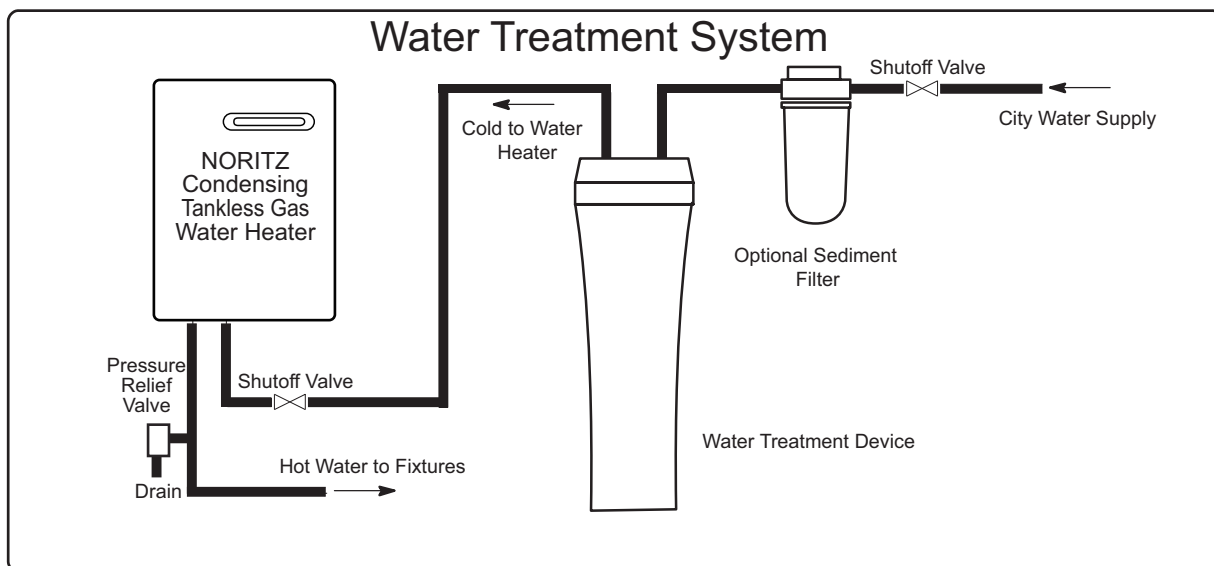 Water Treatment System
Shutoff Valve
City Water Supply
Cold to Water
Heater
NORITZ
Condensing
Tankless Gas
Water Heater
Optional Sediment
Filter
Pressure
Relief
Valve
Shutoff Valve
Water Treatment Device
Hot Water to Fixtures
Drain